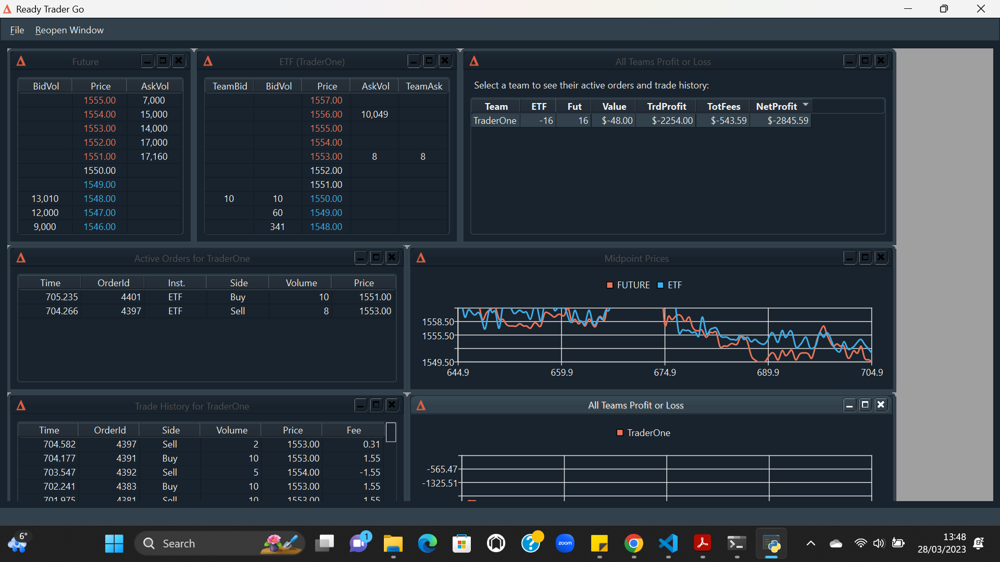 Ready Trader Go
File Reopen Window
Future
BidVol Price AskVol
1555.00 7,000
1554.00 15,000
1553.00 14,000
1552.00 17,000
1551.00 17,160
1550.00
1549.00
13,010 1548.00
12,000 1547.00
9,000 1546.00
ETF (TraderOne)
TeamBid BidVol Price AskVol TeamAsk
1557.00
1556.00 10,049
1555.00
1554.00
1553.00 8 8
1552.00
1551.00
10 10 1550.00
60 1549.00
341 1548.00
All Teams Profit or Loss
Select a team to see their active orders and trade history:
Team ETF Fut Value TrdProfit TotFees NetProfit
TraderOne -16 16 $-48.00 $-2254.00 $-543.59 $-2845.59
Active Orders for TraderOne
Time OrderId Inst. Side Volume Price
705.235 4401 ETF Buy 10 1551.00
704.266 4397 ETF Sell 8 1553.00
Midpoint Prices
FUTURE ETF
1558.50
1555.50
1549.50
644.9 659.9 674.9 689.9 704.9
Trade History for TraderOne
Time OrderId Side Volume Price Fee
704.582 4397 Sell 2 1553.00 0.31
704.177 4391 Buy 10 1553.00 1.55
703.547 4392 Sell 5 1554.00 -1.55
702.241 4383 Buy 10 1553.00 1.55
701.975 4381 Sell 10 1553.00 1.55
All Teams Profit or Loss
TraderOne
-565.47
-1325.51
6°
Search
1
zoom
13:48
28/03/2023